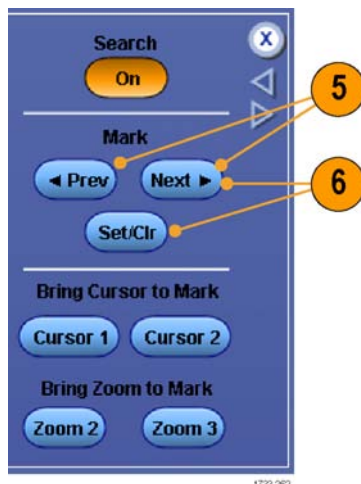 Search
X
On
5
Mark
◄ Prev Next ►
6
Set/Clr
Bring Cursor to Mark
Cursor 1 Cursor 2
Bring Zoom to Mark
Zoom 2 Zoom 3